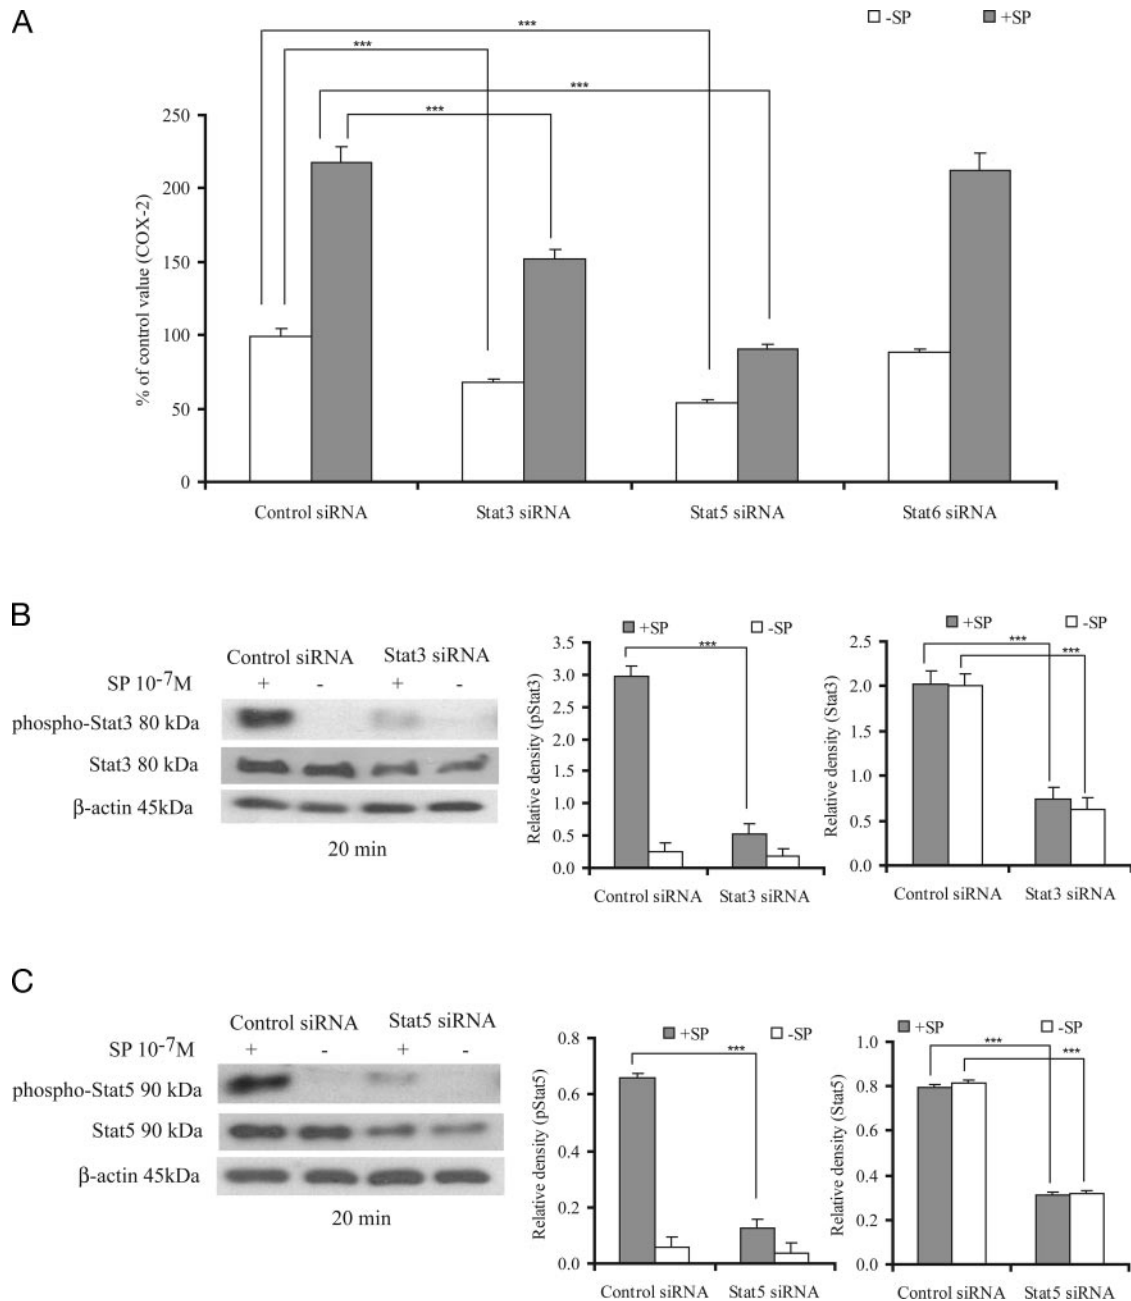 A
-SP
+SP
***
***
***
***
% of control value (COX-2)
250
200
150
100
50
0
Control siRNA
Stat3 siRNA
Stat5 siRNA
Stat6 siRNA
B
Control siRNA Stat3 siRNA
SP 10-7M + - + -
phospho-Stat3 80 kDa
Stat3 80 kDa
β-actin 45kDa
20 min
+SP
-SP
***
Relative density (pStat3)
3.5
3.0
2.5
2.0
1.5
1.0
0.5
0.0
Control siRNA
Stat3 siRNA
+SP
-SP
***
***
Relative density (Stat3)
2.5
2.0
1.5
1.0
0.5
0.0
Control siRNA
Stat3 siRNA
C
Control siRNA Stat5 siRNA
SP 10-7M + - + -
phospho-Stat5 90 kDa
Stat5 90 kDa
β-actin 45kDa
20 min
+SP
-SP
***
Relative density (pStat5)
0.8
0.6
0.4
0.2
0.0
Control siRNA
Stat5 siRNA
+SP
-SP
***
***
Relative density (Stat5)
1.0
0.8
0.6
0.4
0.2
0.0
Control siRNA
Stat5 siRNA